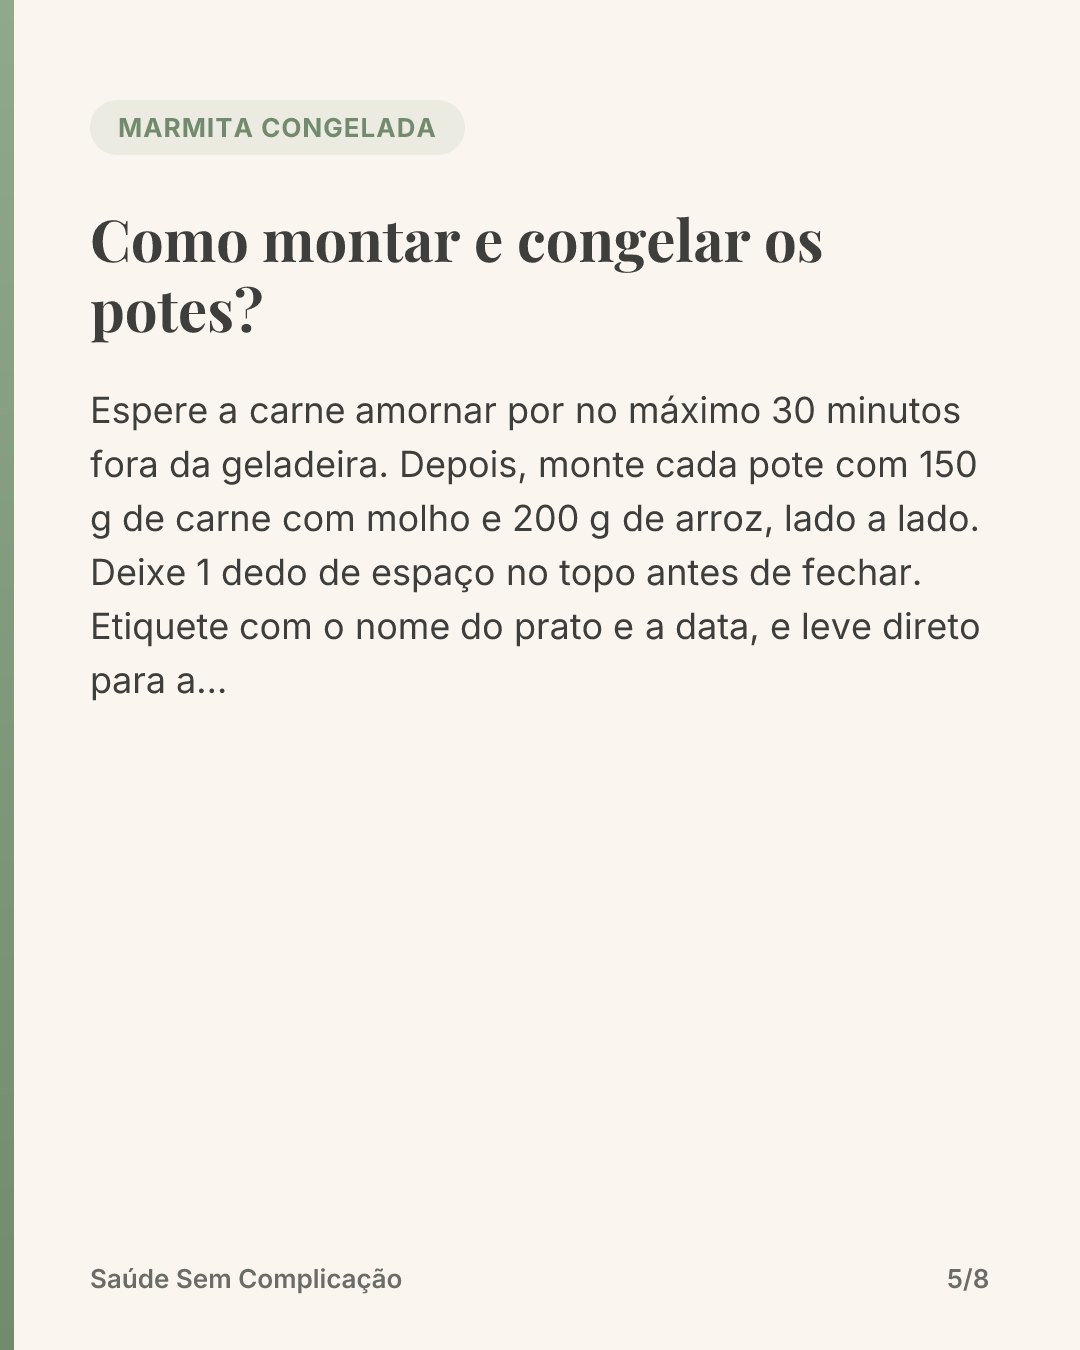 MARMITA CONGELADA
Como montar e congelar os
potes?
Espere a carne amornar por no máximo 30 minutos
fora da geladeira. Depois, monte cada pote com 150
g de carne com molho e 200 g de arroz, lado a lado.
Deixe 1 dedo de espaço no topo antes de fechar.
Etiquete com o nome do prato e a data, e leve direto
para a...
Saúde Sem Complicação
5/8